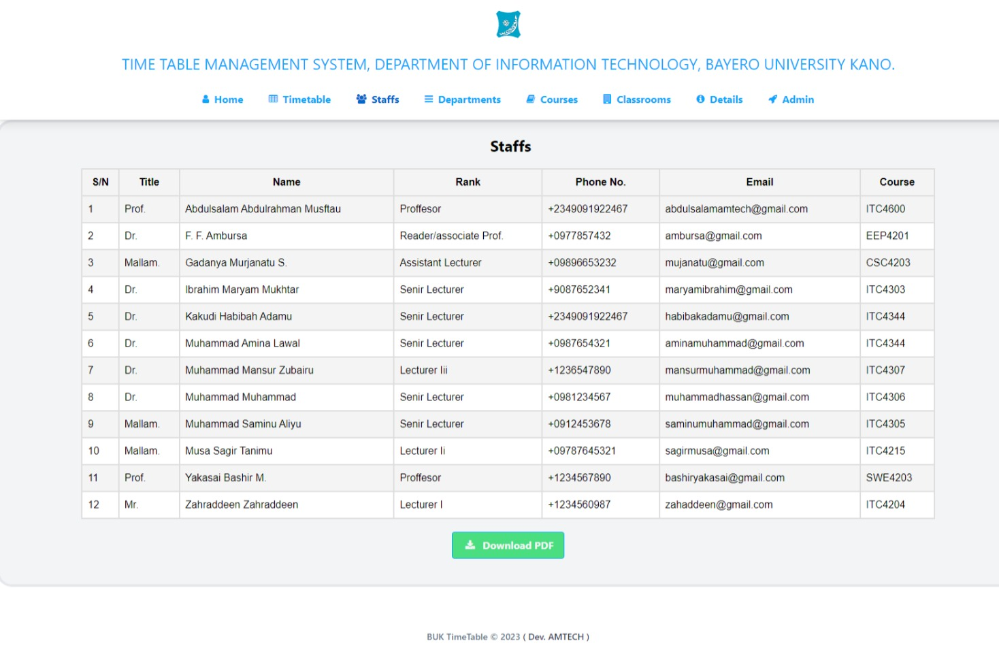 TIME TABLE MANAGEMENT SYSTEM, DEPARTMENT OF INFORMATION TECHNOLOGY, BAYERO UNIVERSITY KANO.
Home Timetable Staffs Departments Courses Classrooms Details Admin
Staffs
S/N Title Name Rank Phone No. Email Course
1 Prof. Abdulsalam Abdulrahman Musftau Proffesor +2349091922467 abdulsalamamtech@gmail.com ITC4600
2 Dr. F. F. Ambursa Reader/associate Prof. +0977857432 ambursa@gmail.com EEP4201
3 Mallam. Gadanya Murjanatu S. Assistant Lecturer +09896653232 mujanatu@gmail.com CSC4203
4 Dr. Ibrahim Maryam Mukhtar Senir Lecturer +9087652341 maryamibrahim@gmail.com ITC4303
5 Dr. Kakudi Habibah Adamu Senir Lecturer +2349091922467 habibakadamu@gmail.com ITC4344
6 Dr. Muhammad Amina Lawal Senir Lecturer +0987654321 aminamuhammad@gmail.com ITC4344
7 Dr. Muhammad Mansur Zubairu Lecturer Iii +1236547890 mansurmuhammad@gmail.com ITC4307
8 Dr. Muhammad Muhammad Senir Lecturer +0981234567 muhammadhassan@gmail.com ITC4306
9 Mallam. Muhammad Saminu Aliyu Senir Lecturer +0912453678 saminumuhammad@gmail.com ITC4305
10 Mallam. Musa Sagir Tanimu Lecturer Ii +09787645321 sagirmusa@gmail.com ITC4215
11 Prof. Yakasai Bashir M. Proffesor +1234567890 bashiryakasai@gmail.com SWE4203
12 Mr. Zahraddeen Zahraddeen Lecturer I +1234560987 zahaddeen@gmail.com ITC4204
Download PDF
BUK TimeTable © 2023 ( Dev. AMTECH )